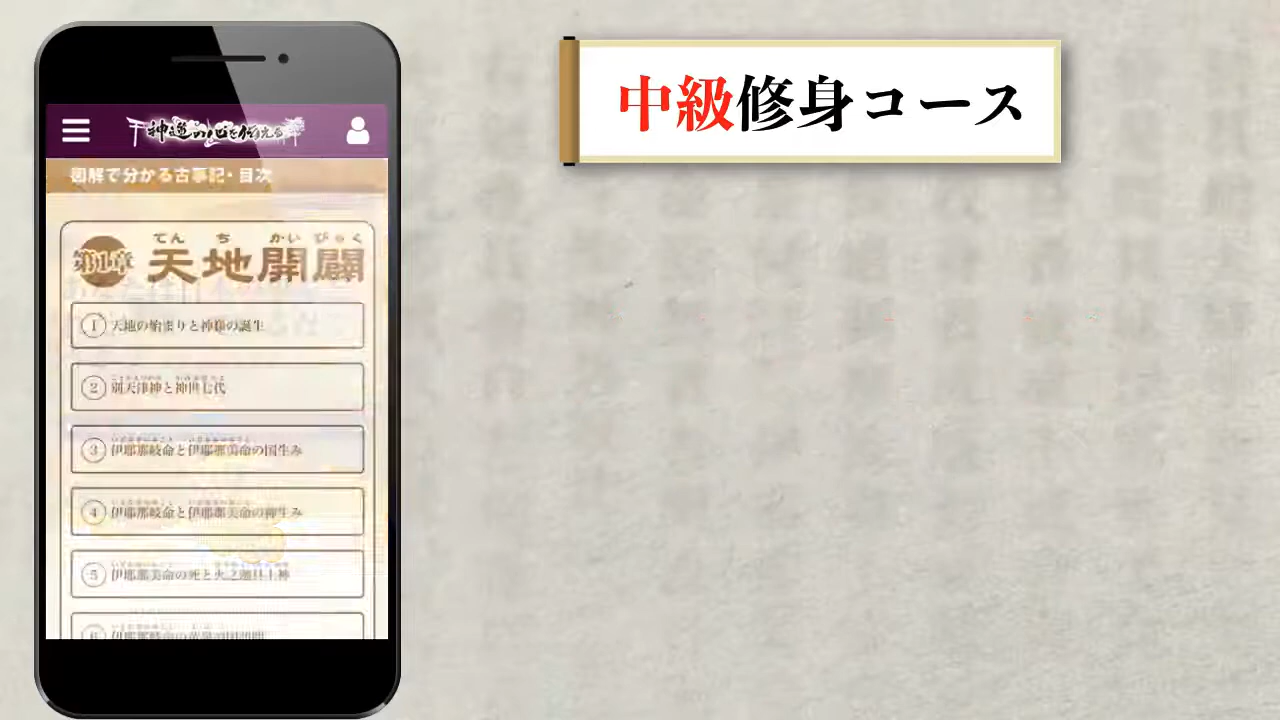 中級修身コース
神道の心を伝える
図解で分かる古事記・目次
てん ち かい びゃく
第1章 天地開闢
1 天地の始まりと神様の誕生
2 別天津神と神世七代
3 伊耶那岐命と伊耶那美命の国生み
4 伊耶那岐命と伊耶那美命の神生み
5 伊耶那美命の死と火之迦具土神